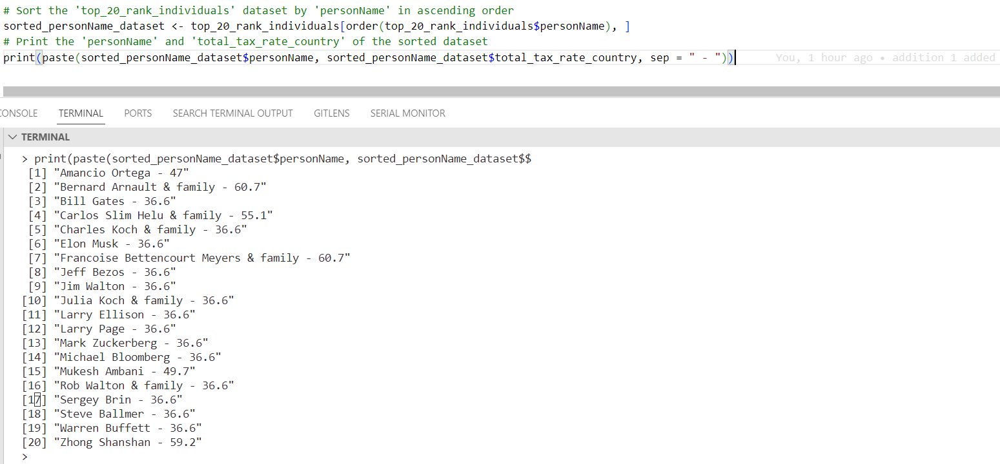 # Sort the 'top_20_rank_individuals' dataset by 'personName' in ascending order
sorted_personName_dataset <- top_20_rank_individuals[order(top_20_rank_individuals$personName), ]
# Print the 'personName' and 'total_tax_rate_country' of the sorted dataset
print(paste(sorted_personName_dataset$personName, sorted_personName_dataset$total_tax_rate_country, sep = " - ")) You, 1 hour ago • addition 1 added
CONSOLE TERMINAL PORTS SEARCH TERMINAL OUTPUT GITLENS SERIAL MONITOR
TERMINAL
> print(paste(sorted_personName_dataset$personName, sorted_personName_dataset$$
[1] "Amancio Ortega - 47"
[2] "Bernard Arnault & family - 60.7"
[3] "Bill Gates - 36.6"
[4] "Carlos Slim Helu & family - 55.1"
[5] "Charles Koch & family - 36.6"
[6] "Elon Musk - 36.6"
[7] "Francoise Bettencourt Meyers & family - 60.7"
[8] "Jeff Bezos - 36.6"
[9] "Jim Walton - 36.6"
[10] "Julia Koch & family - 36.6"
[11] "Larry Ellison - 36.6"
[12] "Larry Page - 36.6"
[13] "Mark Zuckerberg - 36.6"
[14] "Michael Bloomberg - 36.6"
[15] "Mukesh Ambani - 49.7"
[16] "Rob Walton & family - 36.6"
[17] "Sergey Brin - 36.6"
[18] "Steve Ballmer - 36.6"
[19] "Warren Buffett - 36.6"
[20] "Zhong Shanshan - 59.2"
>